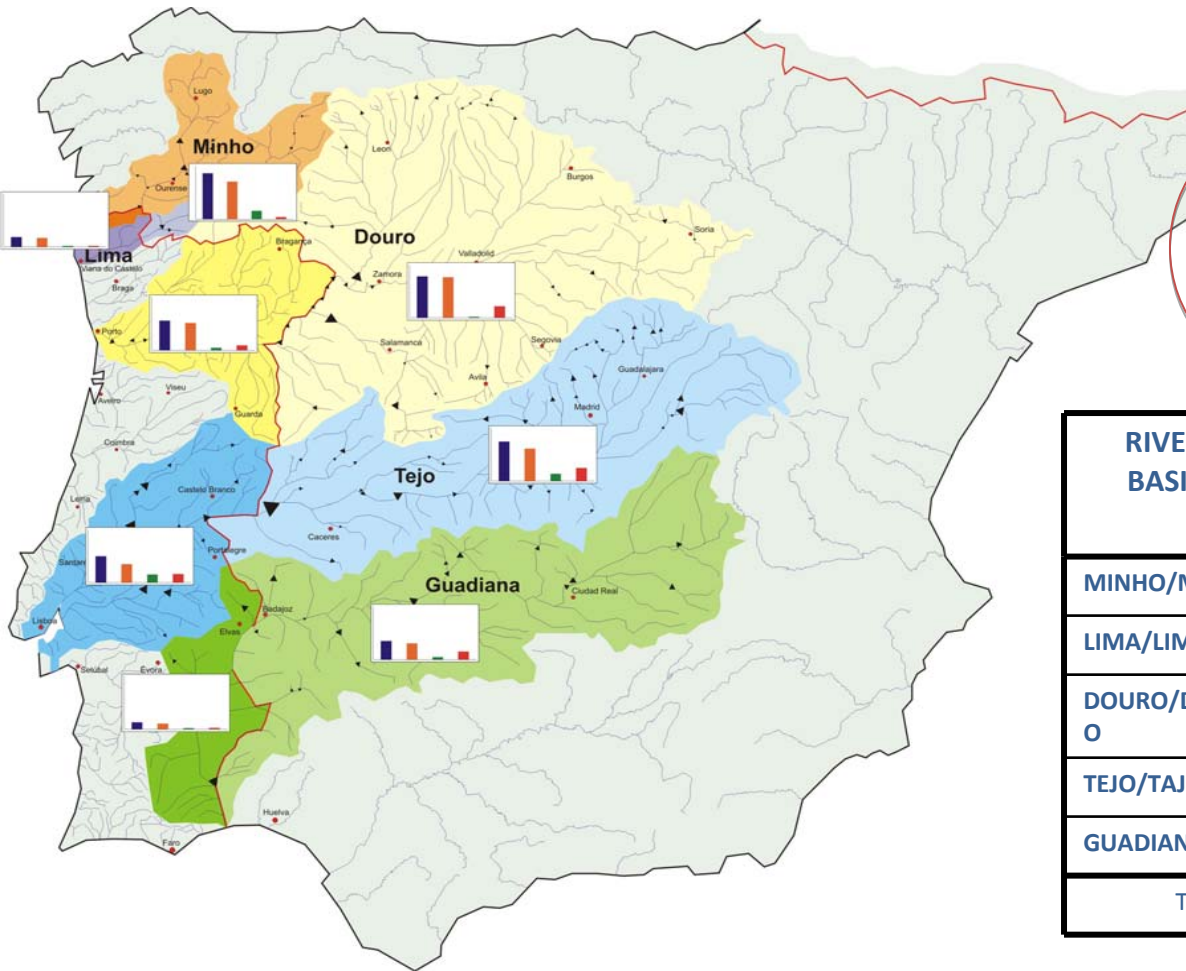 Lugo
Minho
Leon
Ourense
Burgos
Soria
Bragança
Douro
Lima
Valladolid
Viana do Castelo
Zamora
Braga
Porto
Salamanca
Segovia
Guadalajara
Avila
Viseu
Aveiro
Madrid
Guarda
Coimbra
Tejo
Castelo Branco
Leiria
Caceres
Portalegre
Guadiana
Ciudad Real
Badajoz
Lisboa
Elvas
Setúbal
Évora
Huelva
Faro
RIVE
BASI
MINHO/M
LIMA/LIM
DOURO/D
O
TEJO/TAJ
GUADIAN
T